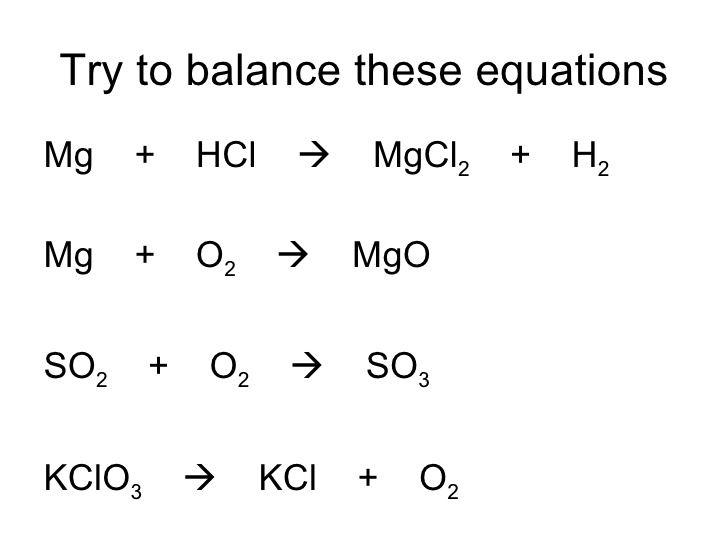 Try to balance these equations
Mg + HCl → MgCl₂ + H₂
Mg + O₂ → MgO
SO₂ + O₂ → SO₃
KClO₃ → KCl + O₂